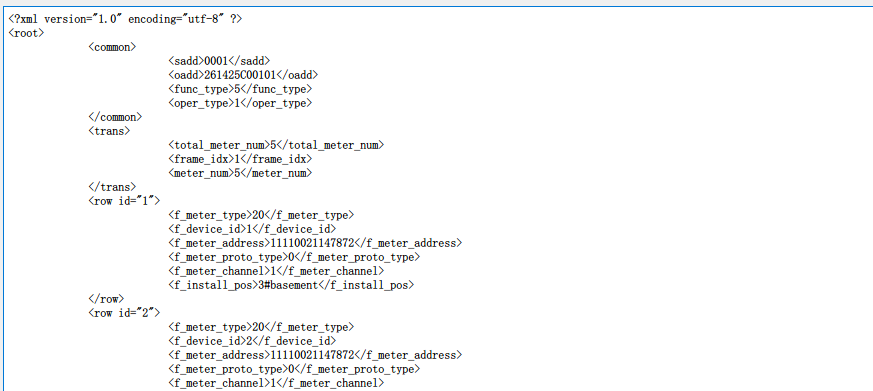 <?xml version="1.0" encoding="utf-8" ?>
<root>
<common>
<sadd>0001</sadd>
<oadd>261425C00101</oadd>
<func_type>5</func_type>
<oper_type>1</oper_type>
</common>
<trans>
<total_meter_num>5</total_meter_num>
<frame_idx>1</frame_idx>
<meter_num>5</meter_num>
</trans>
<row id="1">
<f_meter_type>20</f_meter_type>
<f_device_id>1</f_device_id>
<f_meter_address>11110021147872</f_meter_address>
<f_meter_proto_type>0</f_meter_proto_type>
<f_meter_channel>1</f_meter_channel>
<f_install_pos>3#basement</f_install_pos>
</row>
<row id="2">
<f_meter_type>20</f_meter_type>
<f_device_id>2</f_device_id>
<f_meter_address>11110021147872</f_meter_address>
<f_meter_proto_type>0</f_meter_proto_type>
<f_meter_channel>1</f_meter_channel>